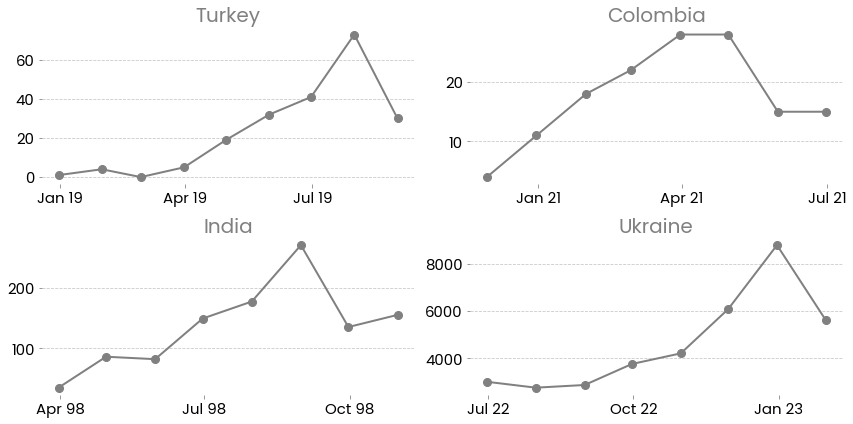 Turkey
60
40
20
0
Jan 19 Apr 19 Jul 19
Colombia
20
10
Jan 21 Apr 21 Jul 21
India
200
100
Apr 98 Jul 98 Oct 98
Ukraine
8000
6000
4000
Jul 22 Oct 22 Jan 23